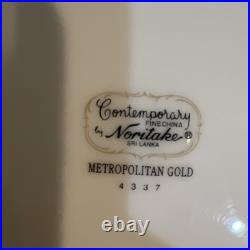 Contemporary
FINE CHINA
by Noritake®
SRI LANKA
METROPOLITAN GOLD
4337